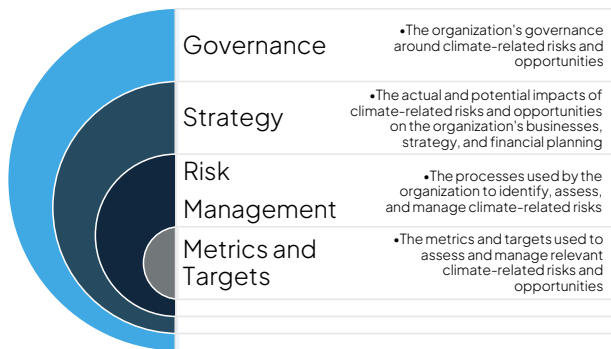 Governance
•The organization's governance
around climate-related risks and
opportunities
Strategy
•The actual and potential impacts of
climate-related risks and opportunities
on the organization's businesses,
strategy, and financial planning
Risk
Management
•The processes used by the
organization to identify, assess,
and manage climate-related risks
Metrics and
Targets
•The metrics and targets used to
assess and manage relevant
climate-related risks and
opportunities